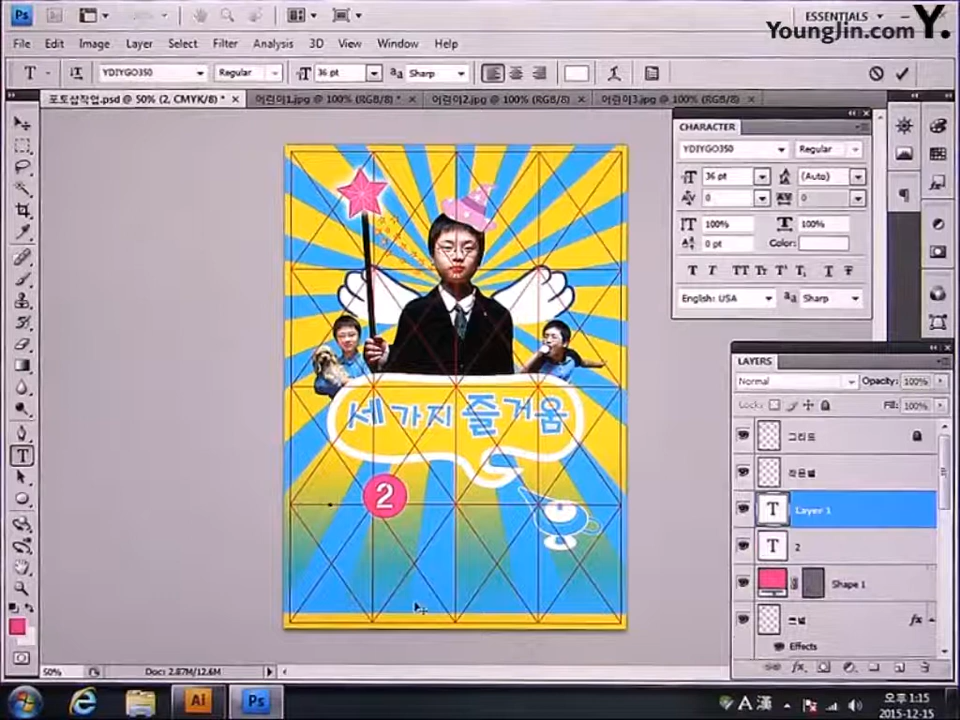 ESSENTIALS
YoungJin.com Y.
File Edit Image Layer Select Filter Analysis 3D View Window Help
YDIYGO350 Regular 36 pt Sharp
포토샵작업.psd @ 50% (2, CMYK/8) * 어린이1.jpg @ 100% (RGB/8) * 어린이2.jpg @ 100% (RGB/8) 어린이3.jpg @ 100% (RGB/8)
CHARACTER
YDIYGO350 Regular
36 pt (Auto)
0 0
100% 100%
0 pt Color:
English: USA Sharp
세가지 즐거움
2
LAYERS
Normal Opacity: 100%
Lock: Fill: 100%
그리드
작은별
Layer 1
2
Shape 1
큰별
Effects
50% Doc: 2.87M/12.6M
A 漢
오후 1:15
2015-12-15